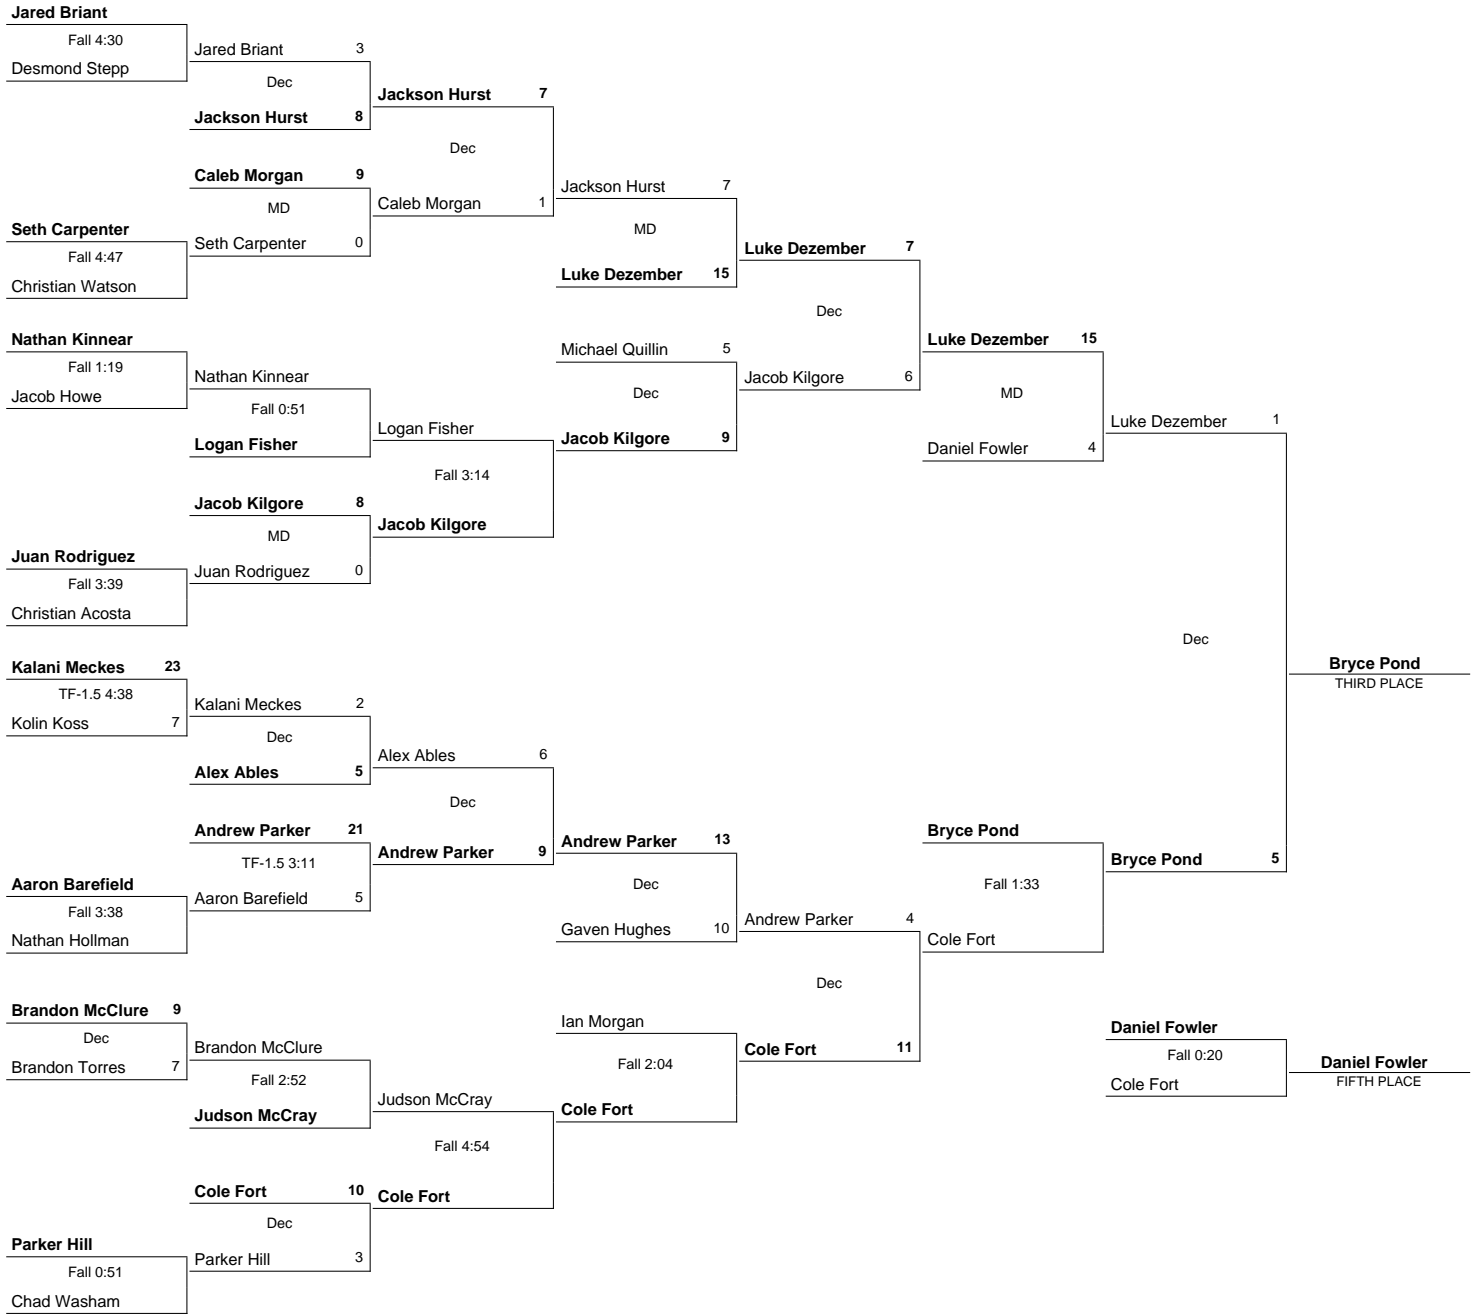 Jared Briant
Fall 4:30
Desmond Stepp
Seth Carpenter
Fall 4:47
Christian Watson
Nathan Kinnear
Fall 1:19
Jacob Howe
Juan Rodriguez
Fall 3:39
Christian Acosta
Kalani Meckes 23
TF-1.5 4:38
Kolin Koss 7
Aaron Barefield
Fall 3:38
Nathan Hollman
Brandon McClure 9
Dec
Brandon Torres 7
Parker Hill
Fall 0:51
Chad Washam
Jared Briant 3
Dec
Jackson Hurst 8
Caleb Morgan 9
MD
Seth Carpenter 0
Nathan Kinnear
Fall 0:51
Logan Fisher
Jacob Kilgore 8
MD
Juan Rodriguez 0
Kalani Meckes 2
Dec
Alex Ables 5
Andrew Parker 21
TF-1.5 3:11
Aaron Barefield 5
Brandon McClure
Fall 2:52
Judson McCray
Cole Fort 10
Dec
Parker Hill 3
Jackson Hurst 7
Dec
Caleb Morgan 1
Logan Fisher
Fall 3:14
Jacob Kilgore
Alex Ables 6
Dec
Andrew Parker 9
Judson McCray
Fall 4:54
Cole Fort
Jackson Hurst 7
MD
Luke Dezember 15
Michael Quillin 5
Dec
Jacob Kilgore 9
Andrew Parker 13
Dec
Gaven Hughes 10
Ian Morgan
Fall 2:04
Cole Fort
Luke Dezember 7
Dec
Jacob Kilgore 6
Andrew Parker 4
Dec
Cole Fort 11
Luke Dezember 15
MD
Daniel Fowler 4
Bryce Pond
Fall 1:33
Cole Fort
Luke Dezember 1
Dec
Bryce Pond 5
Daniel Fowler
Fall 0:20
Cole Fort
Bryce Pond
THIRD PLACE
Daniel Fowler
FIFTH PLACE